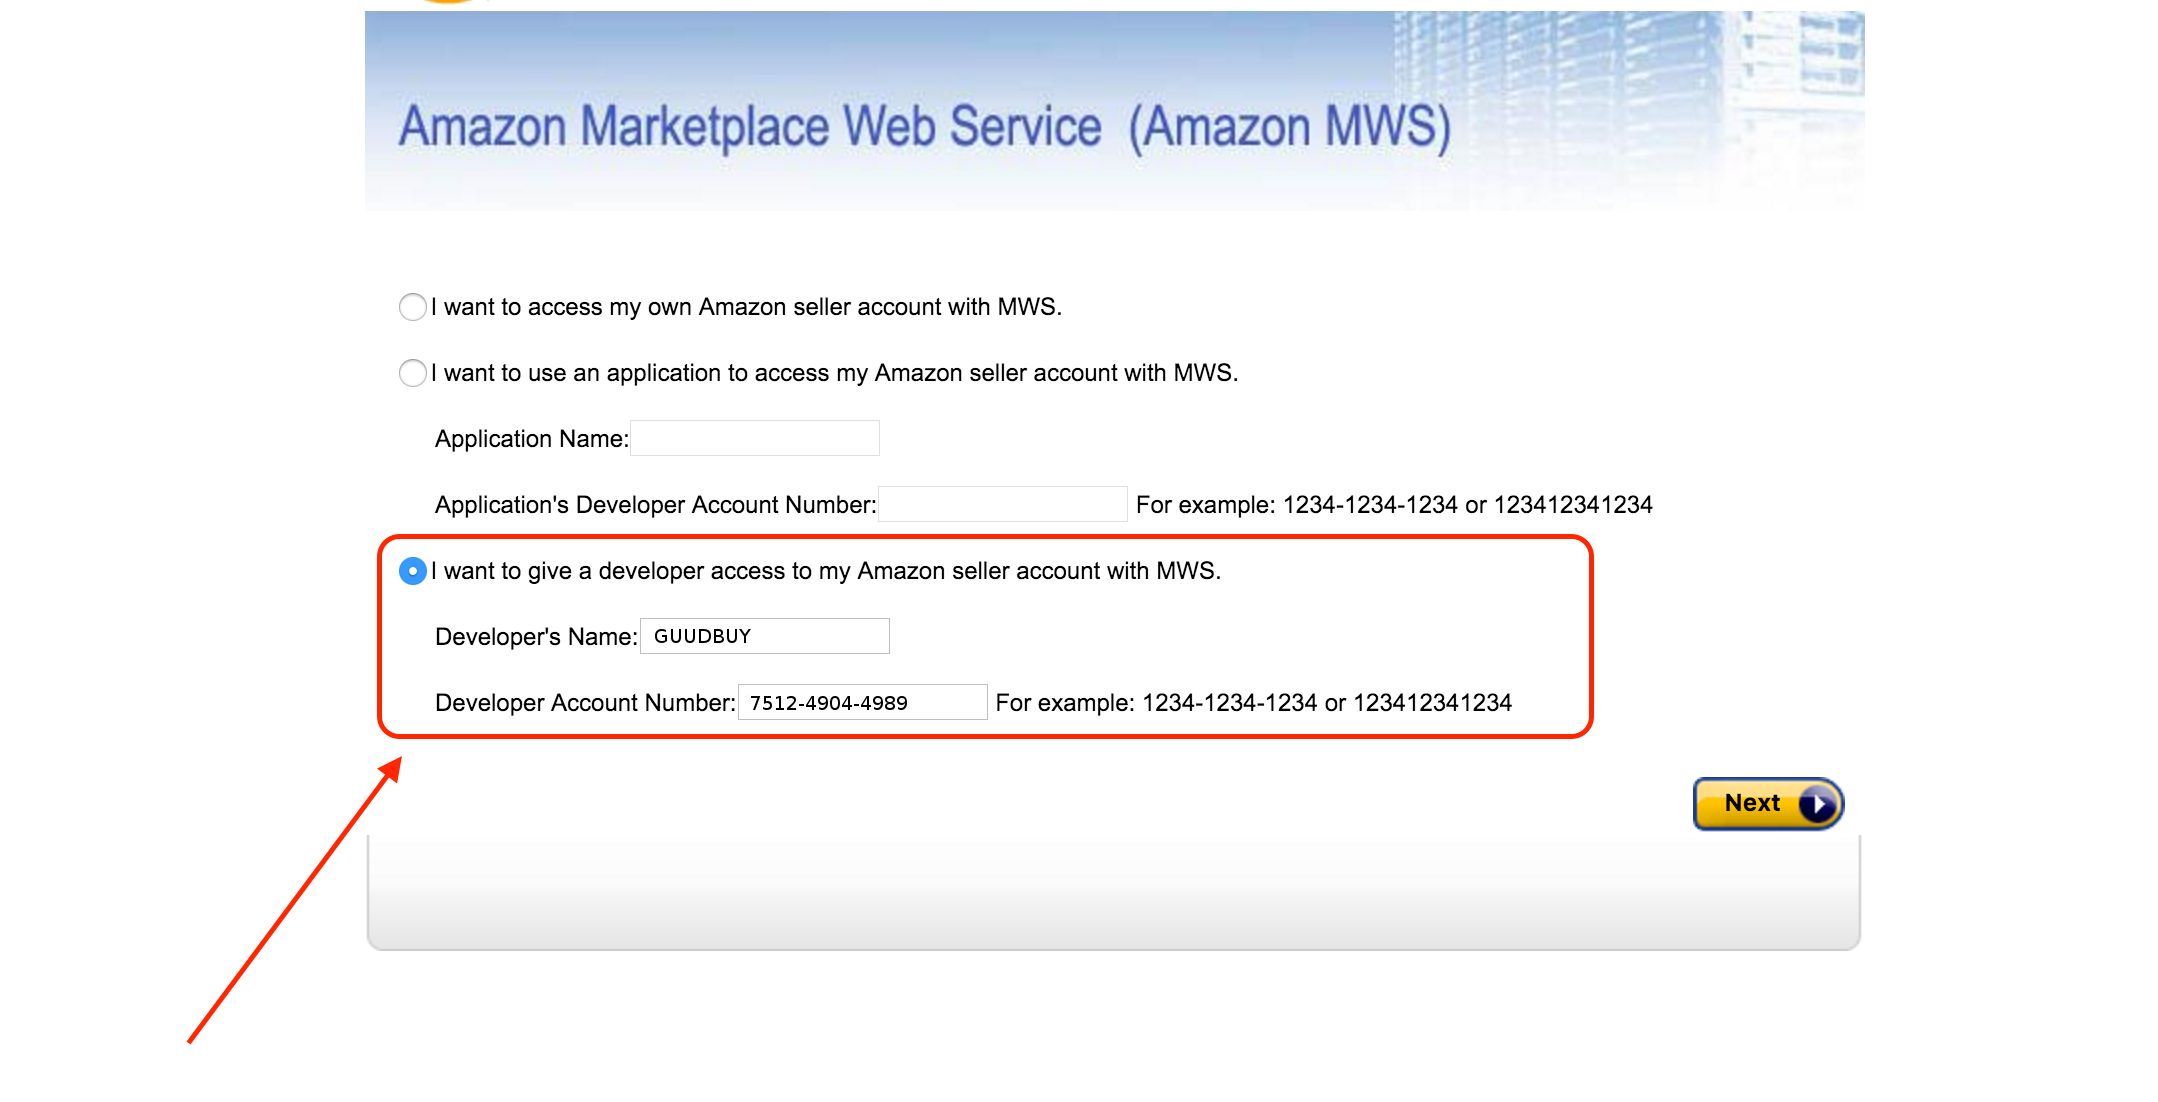 Amazon Marketplace Web Service (Amazon MWS)
I want to access my own Amazon seller account with MWS.
I want to use an application to access my Amazon seller account with MWS.
Application Name:
Application's Developer Account Number: For example: 1234-1234-1234 or 123412341234
I want to give a developer access to my Amazon seller account with MWS.
Developer's Name: GUUDBUY
Developer Account Number: 7512-4904-4989 For example: 1234-1234-1234 or 123412341234
Next